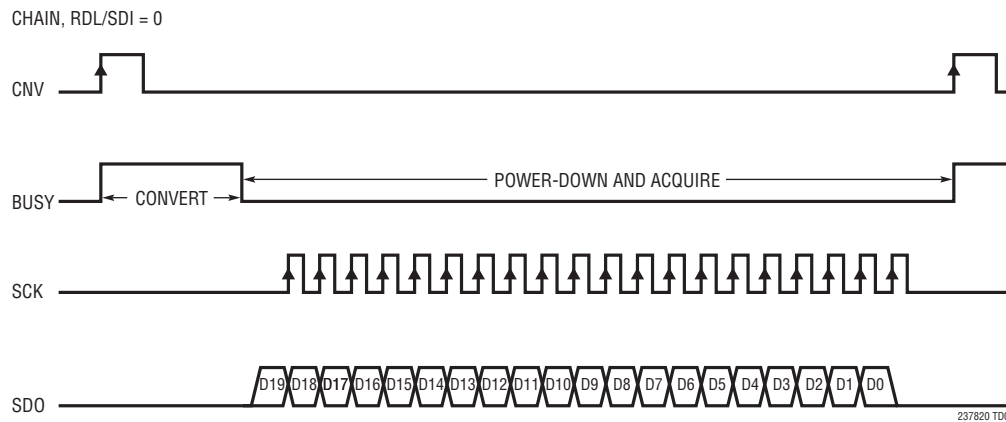 CHAIN, RDL/SDI = 0
CNV
BUSY
CONVERT
POWER-DOWN AND ACQUIRE
SCK
SDO
D19 D18 D17 D16 D15 D14 D13 D12 D11 D10 D9 D8 D7 D6 D5 D4 D3 D2 D1 D0